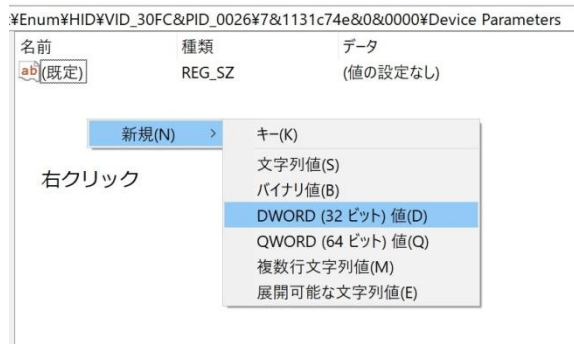 ¥Enum¥HID¥VID_30FC&PID_0026¥7&1131c74e&0&0000¥Device Parameters
名前 種類 データ
ab (既定) REG_SZ (値の設定なし)
新規(N) > キー(K)
右クリック
文字列値(S)
バイナリ値(B)
DWORD (32 ビット) 値(D)
QWORD (64 ビット) 値(Q)
複数行文字列値(M)
展開可能な文字列値(E)